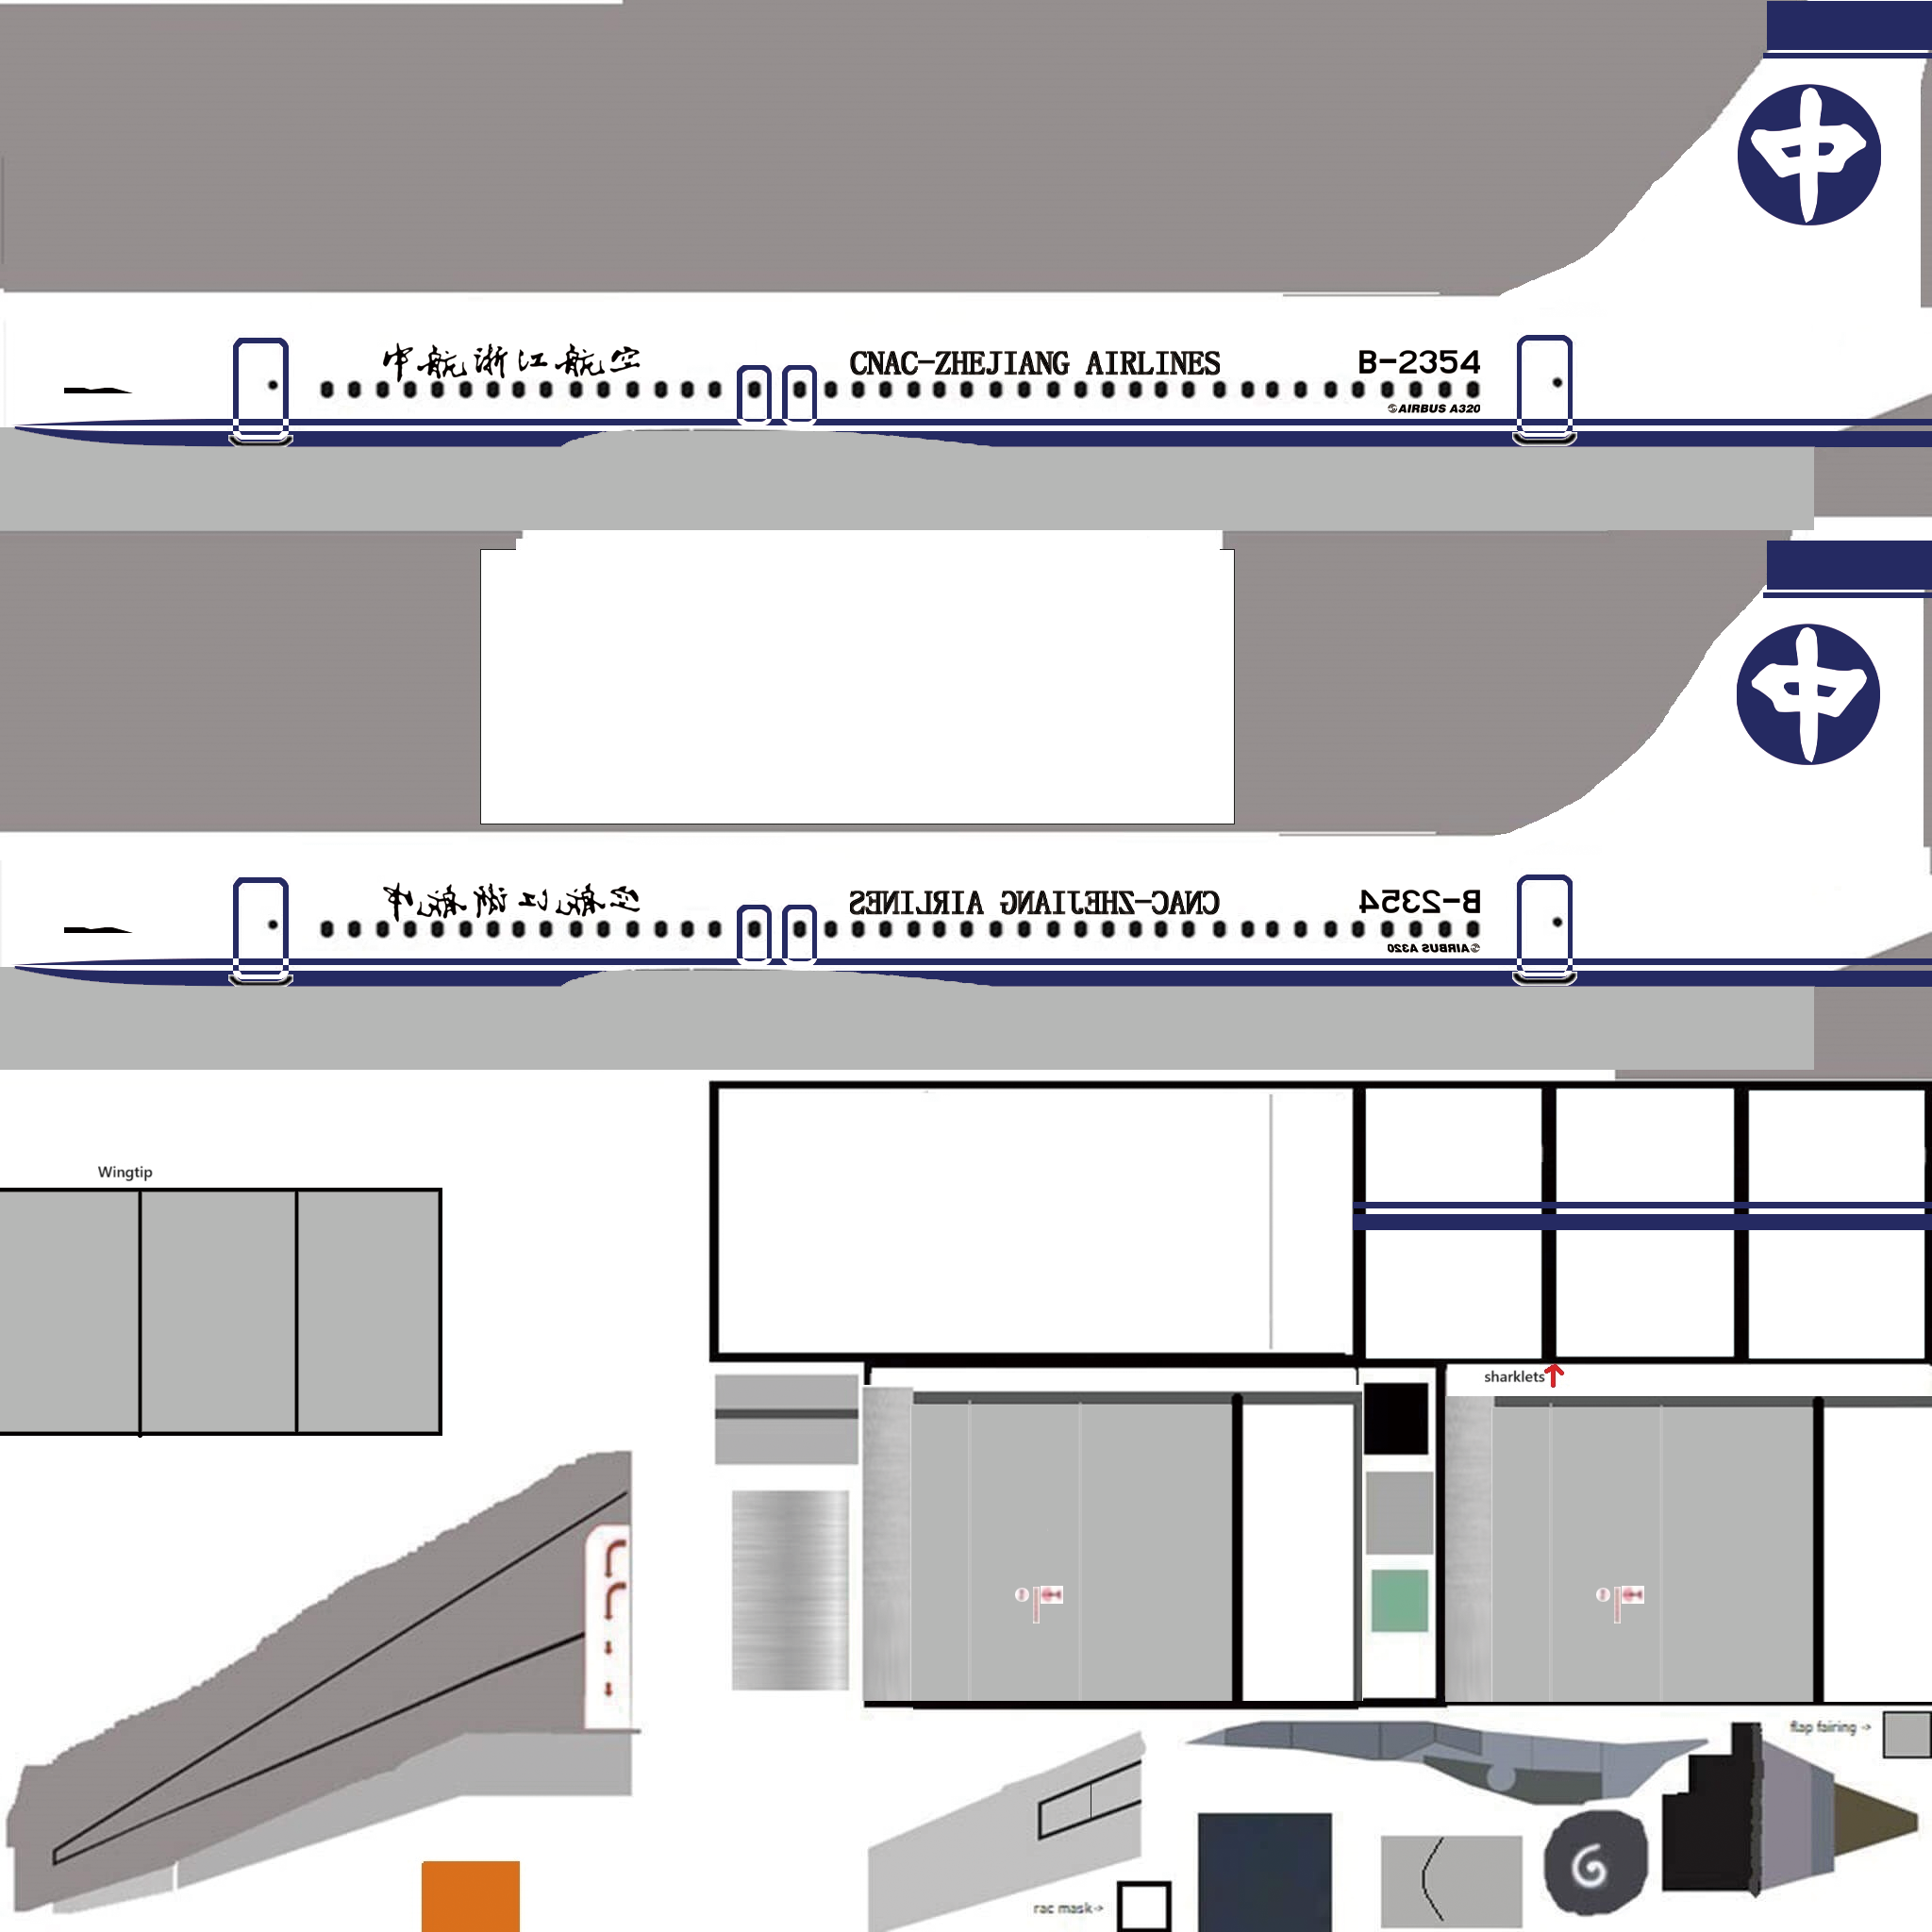 中
中航浙江航空
CNAC-ZHEJIANG AIRLINES
B-2354
AIRBUS A320
中
中航浙江航空
CNAC-ZHEJIANG AIRLINES
B-2354
AIRBUS A320
Wingtip
sharklets
flap fairing ->
rac mask->